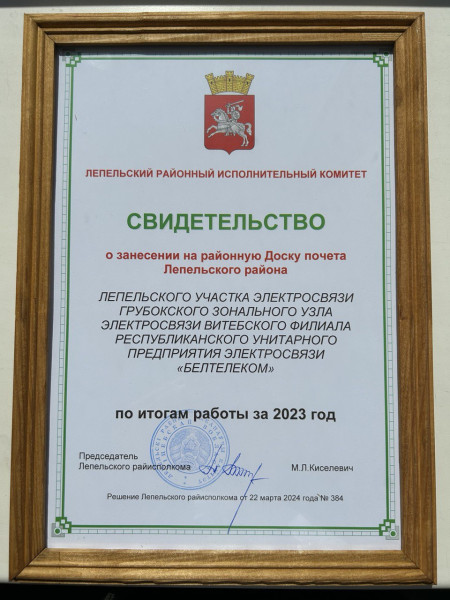 ЛЕПЕЛЬСКИЙ РАЙОННЫЙ ИСПОЛНИТЕЛЬНЫЙ КОМИТЕТ
СВИДЕТЕЛЬСТВО
о занесении на районную Доску почета
Лепельского района
ЛЕПЕЛЬСКОГО УЧАСТКА ЭЛЕКТРОСВЯЗИ
ГРУБОКСКОГО ЗОНАЛЬНОГО УЗЛА
ЭЛЕКТРОСВЯЗИ ВИТЕБСКОГО ФИЛИАЛА
РЕСПУБЛИКАНСКОГО УНИТАРНОГО
ПРЕДПРИЯТИЯ ЭЛЕКТРОСВЯЗИ
«БЕЛТЕЛЕКОМ»
по итогам работы за 2023 год
Председатель
Лепельского райисполкома М.Л.Киселевич
Решение Лепельского райисполкома от 22 марта 2024 года № 384